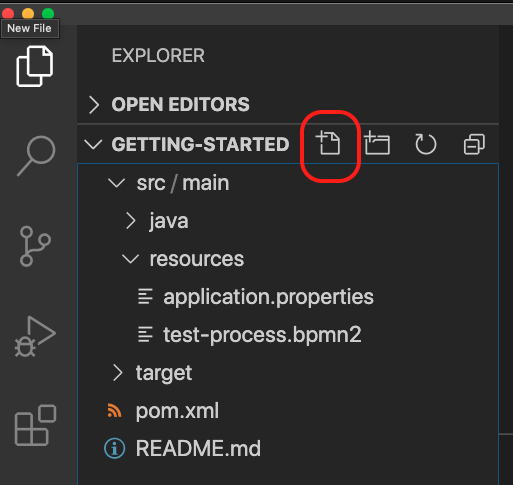 New File
EXPLORER
OPEN EDITORS
GETTING-STARTED
src / main
java
resources
application.properties
test-process.bpmn2
target
pom.xml
README.md